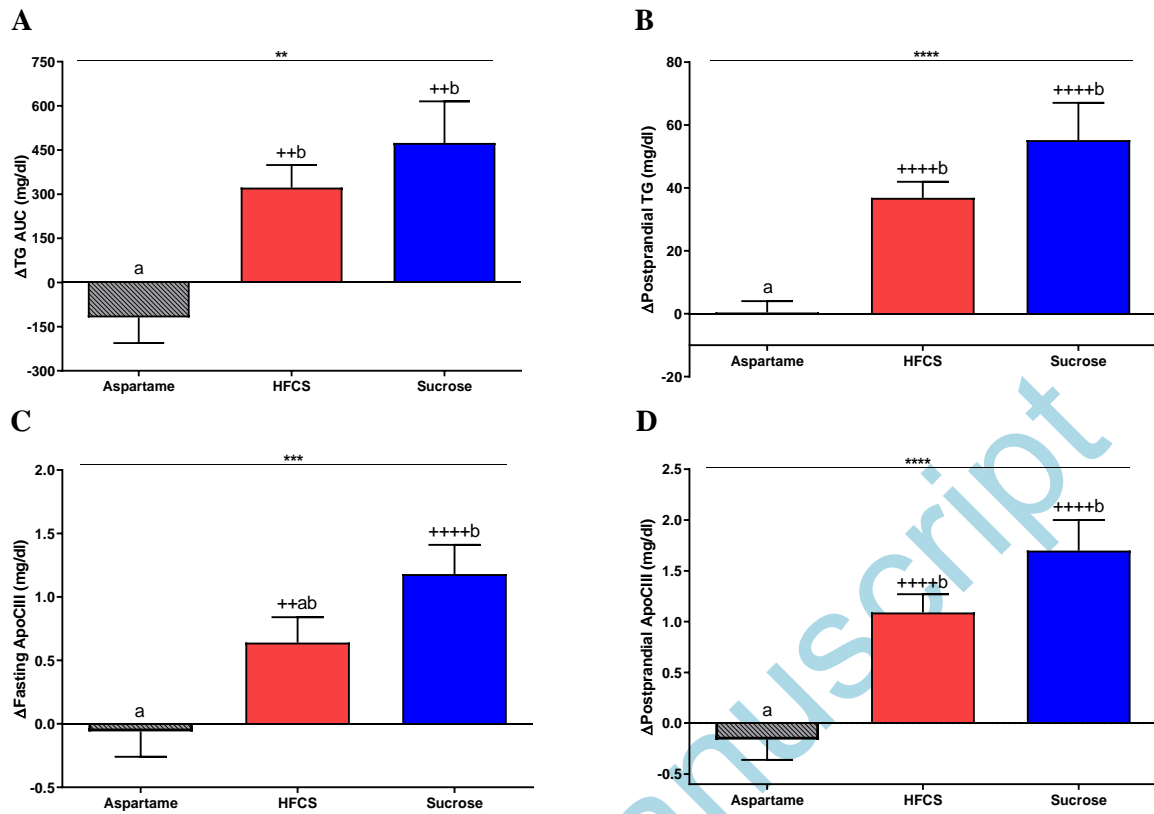 A
**
ΔTG AUC (mg/dl)
750
600
450
300
150
0
-150
-300
a
++b
++b
Aspartame
HFCS
Sucrose
B
****
ΔPostprandial TG (mg/dl)
80
60
40
20
0
-20
a
++++b
++++b
Aspartame
HFCS
Sucrose
C
***
ΔFasting ApoCIII (mg/dl)
2.0
1.5
1.0
0.5
0.0
-0.5
a
++ab
++++b
Aspartame
HFCS
Sucrose
D
****
ΔPostprandial ApoCIII (mg/dl)
2.5
2.0
1.5
1.0
0.5
0.0
-0.5
a
++++b
++++b
Aspartame
HFCS
Sucrose
anuscript